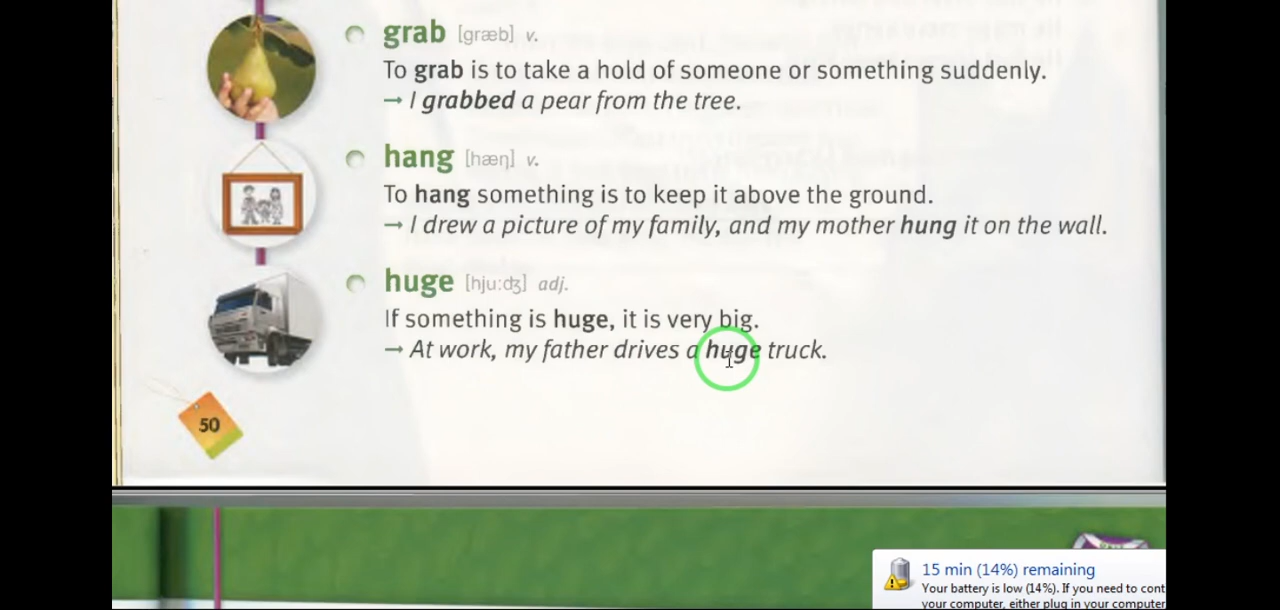 grab [græb] v.
To grab is to take a hold of someone or something suddenly.
→ I grabbed a pear from the tree.
hang [hæŋ] v.
To hang something is to keep it above the ground.
→ I drew a picture of my family, and my mother hung it on the wall.
huge [hju:ʤ] adj.
If something is huge, it is very big.
→ At work, my father drives a huge truck.
50
15 min (14%) remaining
Your battery is low (14%). If you need to cont
your computer, either plug in your computer